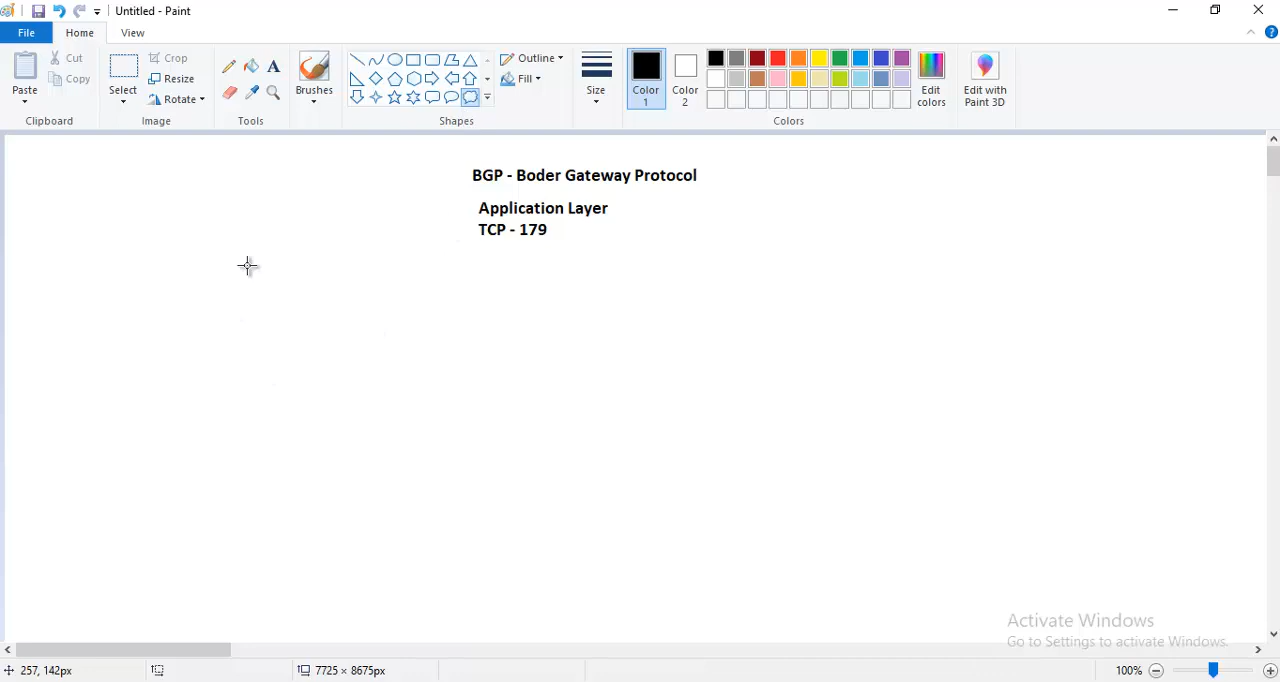 Untitled - Paint
File
Home
View
Paste
Cut
Copy
Clipboard
Select
Crop
Resize
Rotate
Image
A
Tools
Brushes
Outline
Fill
Shapes
Size
Color 1
Color 2
Edit colors
Colors
Edit with Paint 3D
BGP - Boder Gateway Protocol
Application Layer
TCP - 179
Activate Windows
Go to Settings to activate Windows.
257, 142px
7725 × 8675px
100%